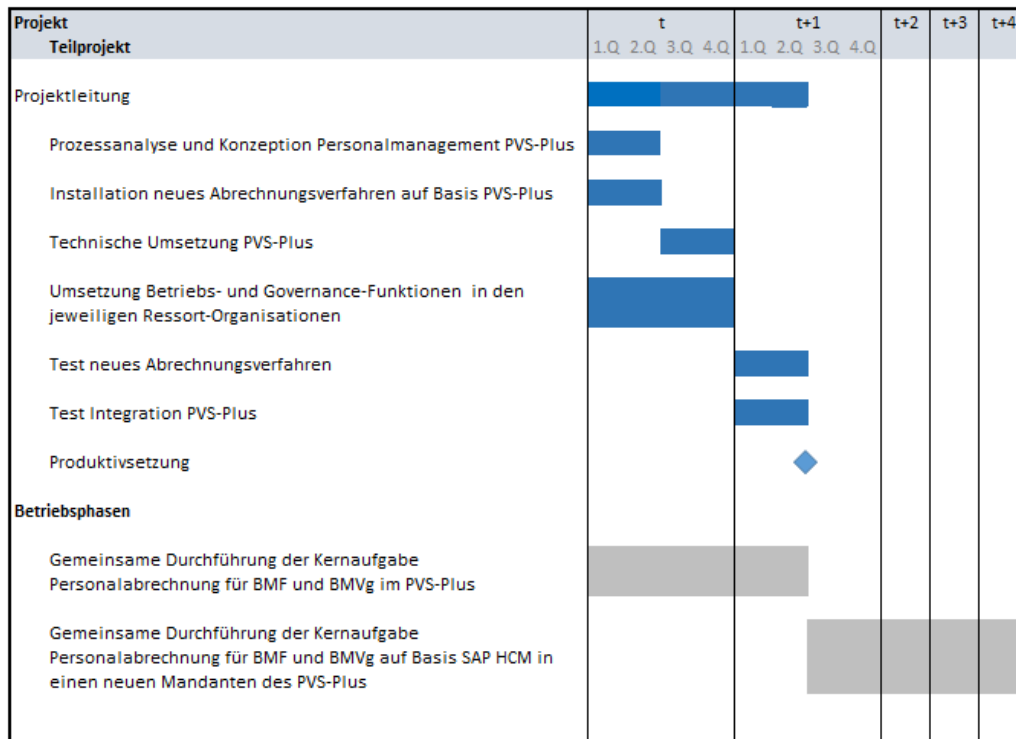 Projekt t t+1 t+2 t+3 t+4
Teilprojekt 1.Q 2.Q 3.Q 4.Q 1.Q 2.Q 3.Q 4.Q
Projektleitung
Prozessanalyse und Konzeption Personalmanagement PVS-Plus
Installation neues Abrechnungsverfahren auf Basis PVS-Plus
Technische Umsetzung PVS-Plus
Umsetzung Betriebs- und Governance-Funktionen in den
jeweiligen Ressort-Organisationen
Test neues Abrechnungsverfahren
Test Integration PVS-Plus
Produktivsetzung
Betriebsphasen
Gemeinsame Durchführung der Kernaufgabe
Personalabrechnung für BMF und BMVg im PVS-Plus
Gemeinsame Durchführung der Kernaufgabe
Personalabrechnung für BMF und BMVg auf Basis SAP HCM in
einen neuen Mandanten des PVS-Plus